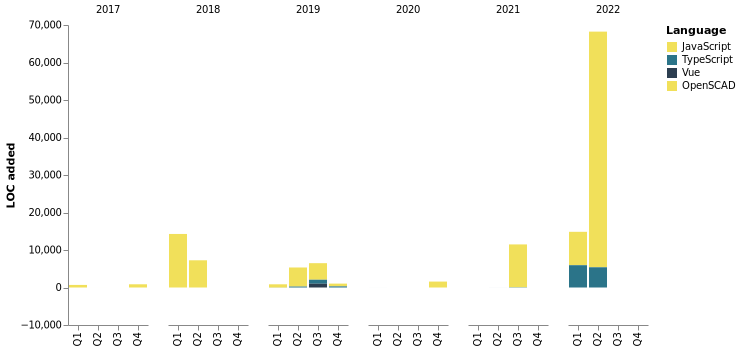 2017 2018 2019 2020 2021 2022
Language
JavaScript
TypeScript
Vue
OpenSCAD
LOC added
70,000
60,000
50,000
40,000
30,000
20,000
10,000
0
−10,000
Q1 Q2 Q3 Q4 Q1 Q2 Q3 Q4 Q1 Q2 Q3 Q4 Q1 Q2 Q3 Q4 Q1 Q2 Q3 Q4 Q1 Q2 Q3 Q4